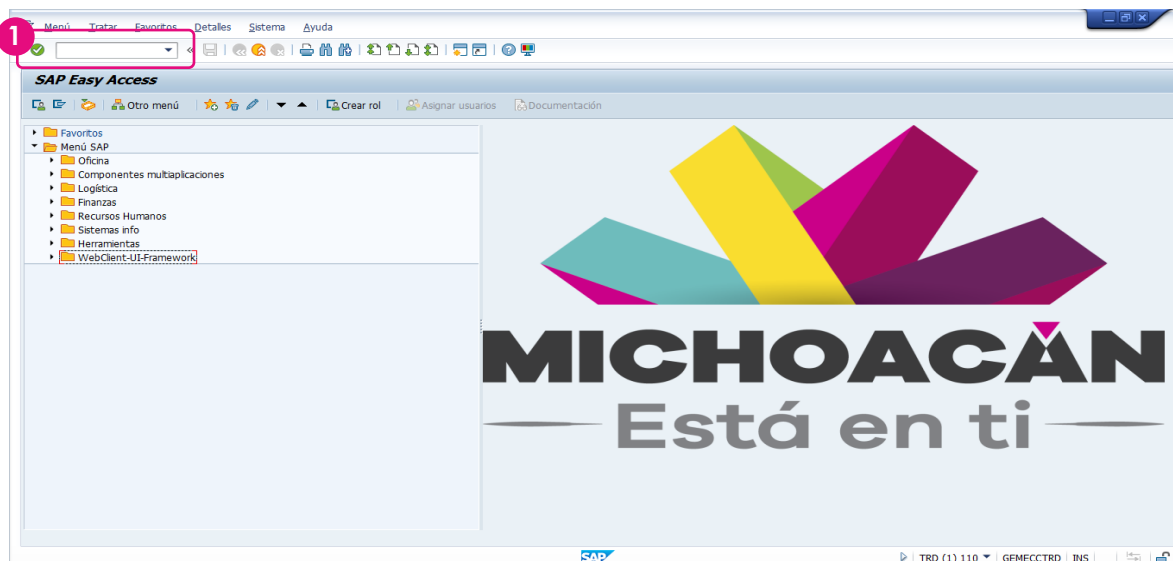 1
Menú Tratar Favoritos Detalles Sistema Ayuda
SAP Easy Access
Otro menú Crear rol Asignar usuarios Documentación
Favoritos
Menú SAP
Oficina
Componentes multiaplicaciones
Logística
Finanzas
Recursos Humanos
Sistemas info
Herramientas
WebClient-UI-Framework
MICHOACÁN
Está en ti
SAP
TRD (1) 110 GEMECCTRD INS